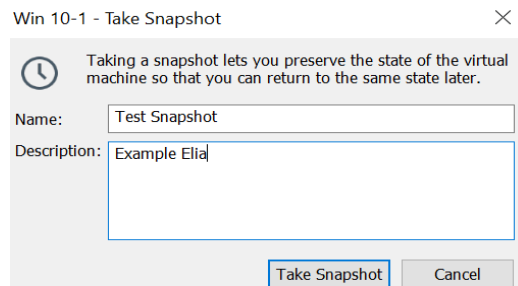 Win 10-1 - Take Snapshot
Taking a snapshot lets you preserve the state of the virtual
machine so that you can return to the same state later.
Name: Test Snapshot
Description: Example Elia
Take Snapshot Cancel